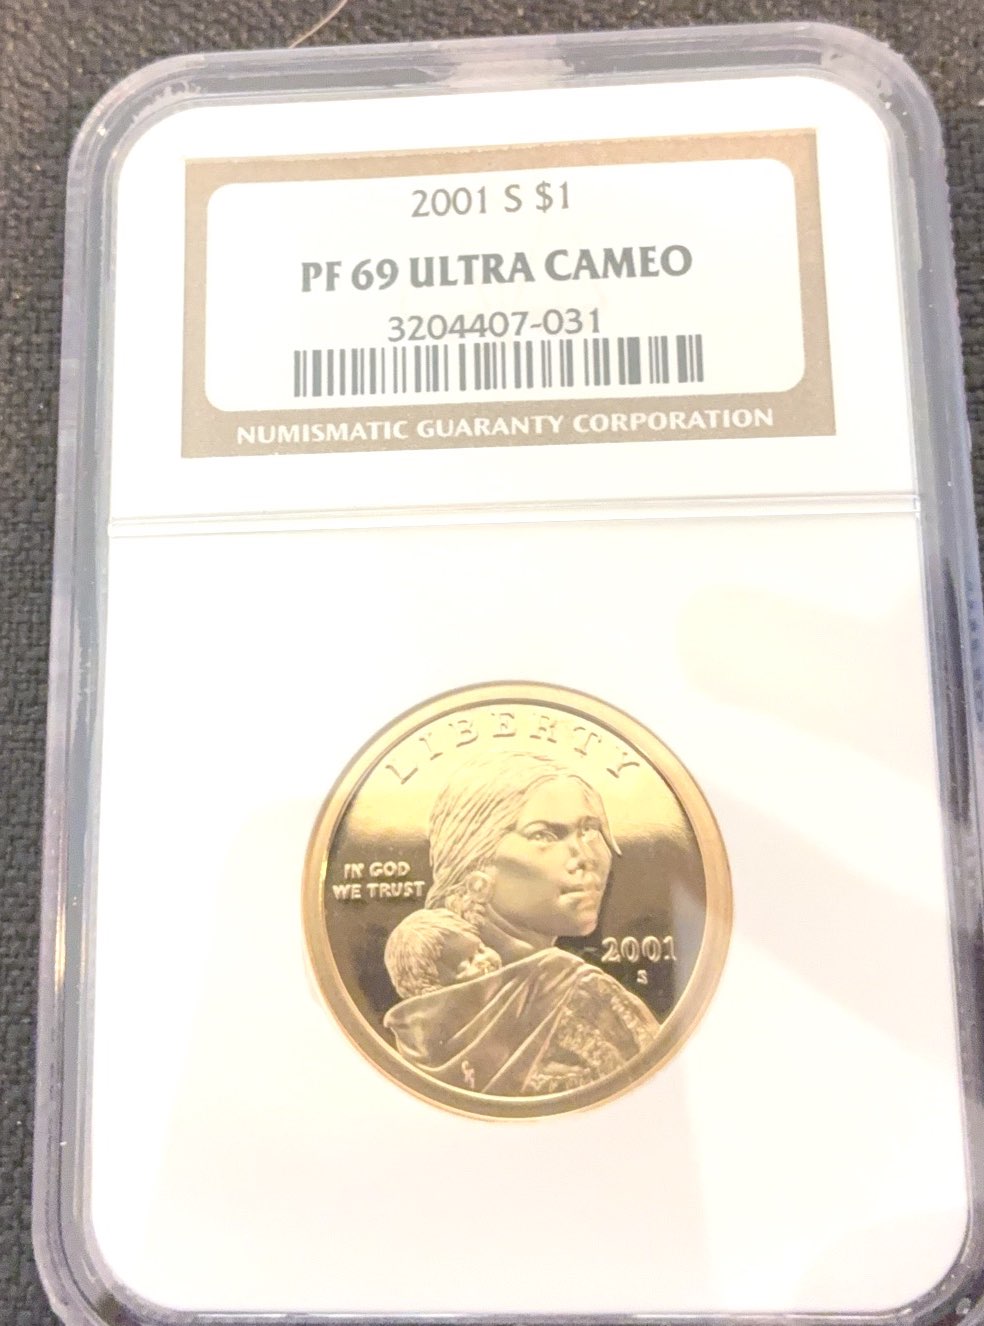 2001 S $1
PF 69 ULTRA CAMEO
3204407-031
NUMISMATIC GUARANTY CORPORATION
LIBERTY
IN GOD
WE TRUST
2001
S